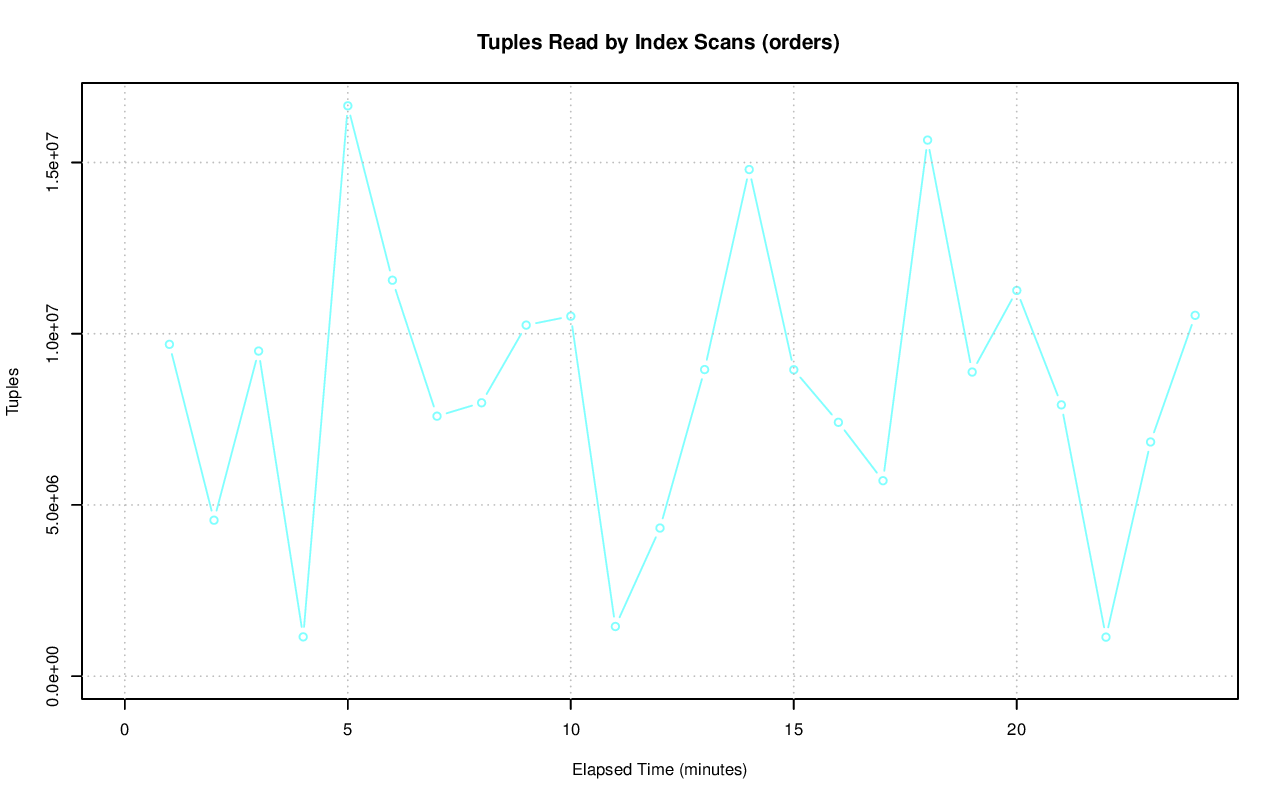 Tuples Read by Index Scans (orders)
Tuples
1.5e+07
1.0e+07
5.0e+06
0.0e+00
0 5 10 15 20
Elapsed Time (minutes)